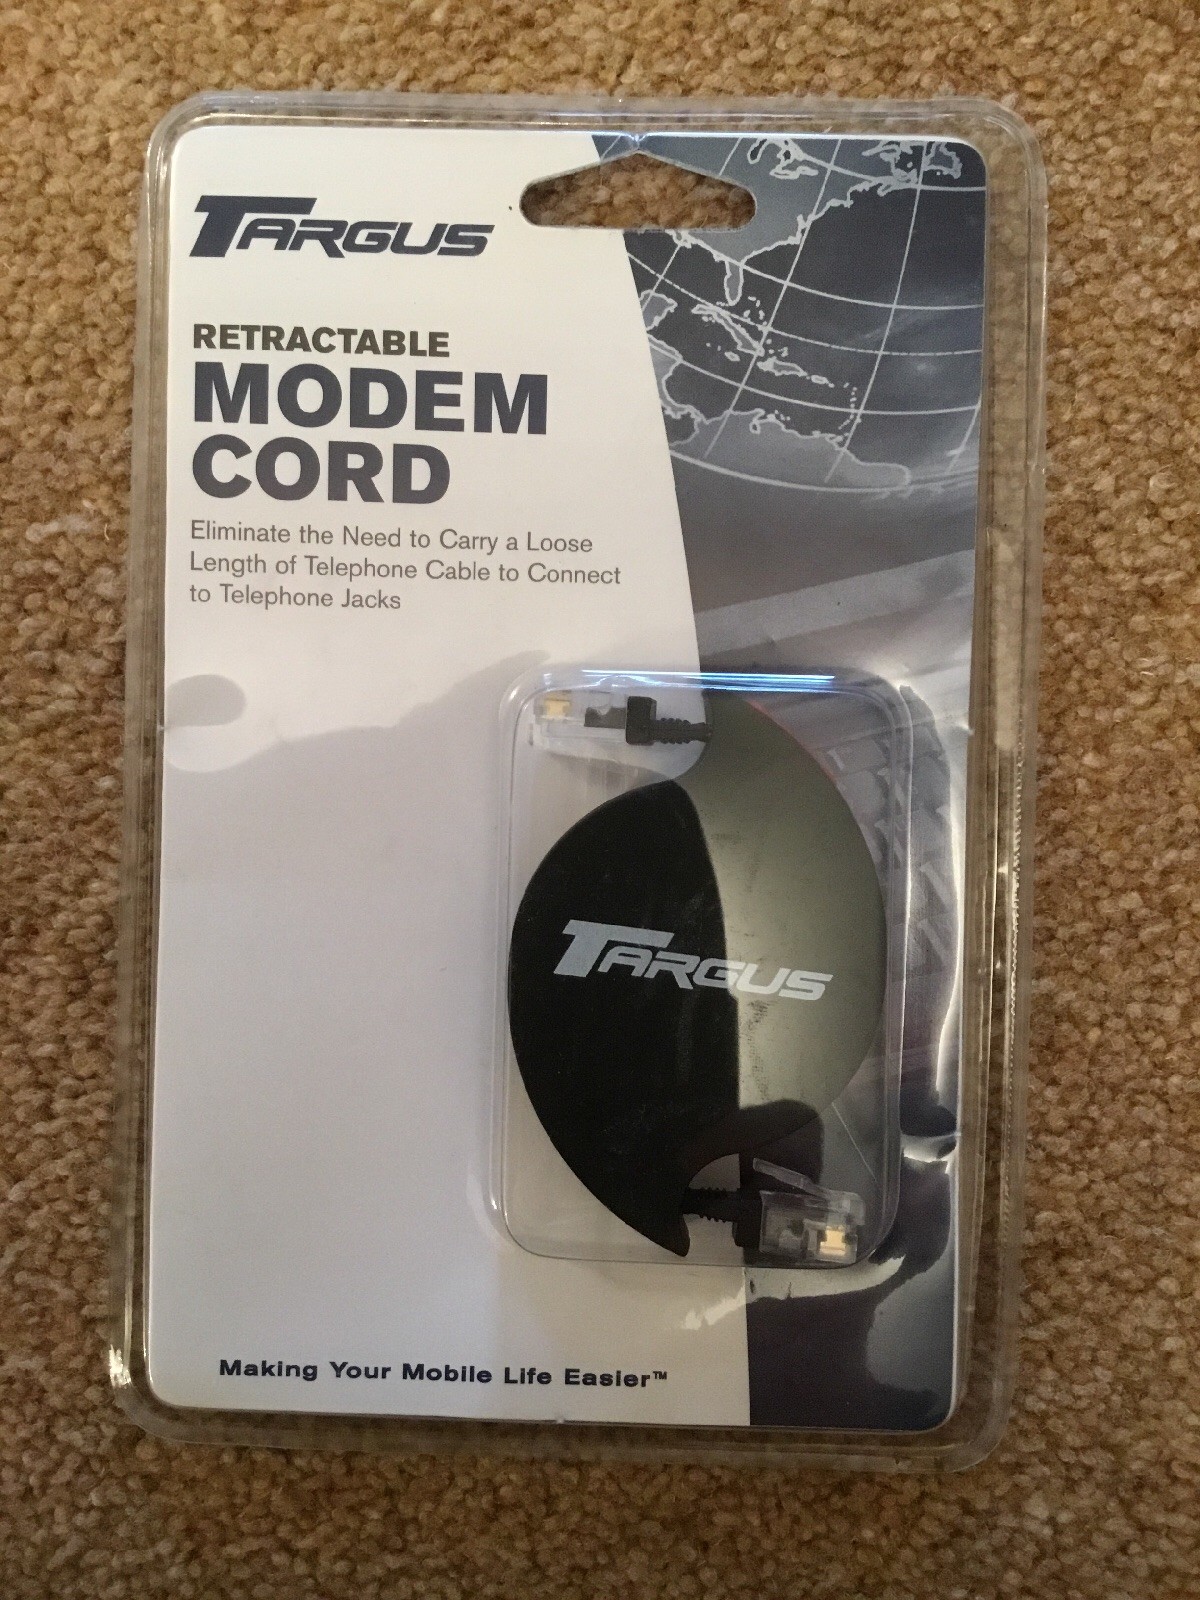 TARGUS
RETRACTABLE
MODEM
CORD
Eliminate the Need to Carry a Loose
Length of Telephone Cable to Connect
to Telephone Jacks
TARGUS
Making Your Mobile Life Easier™